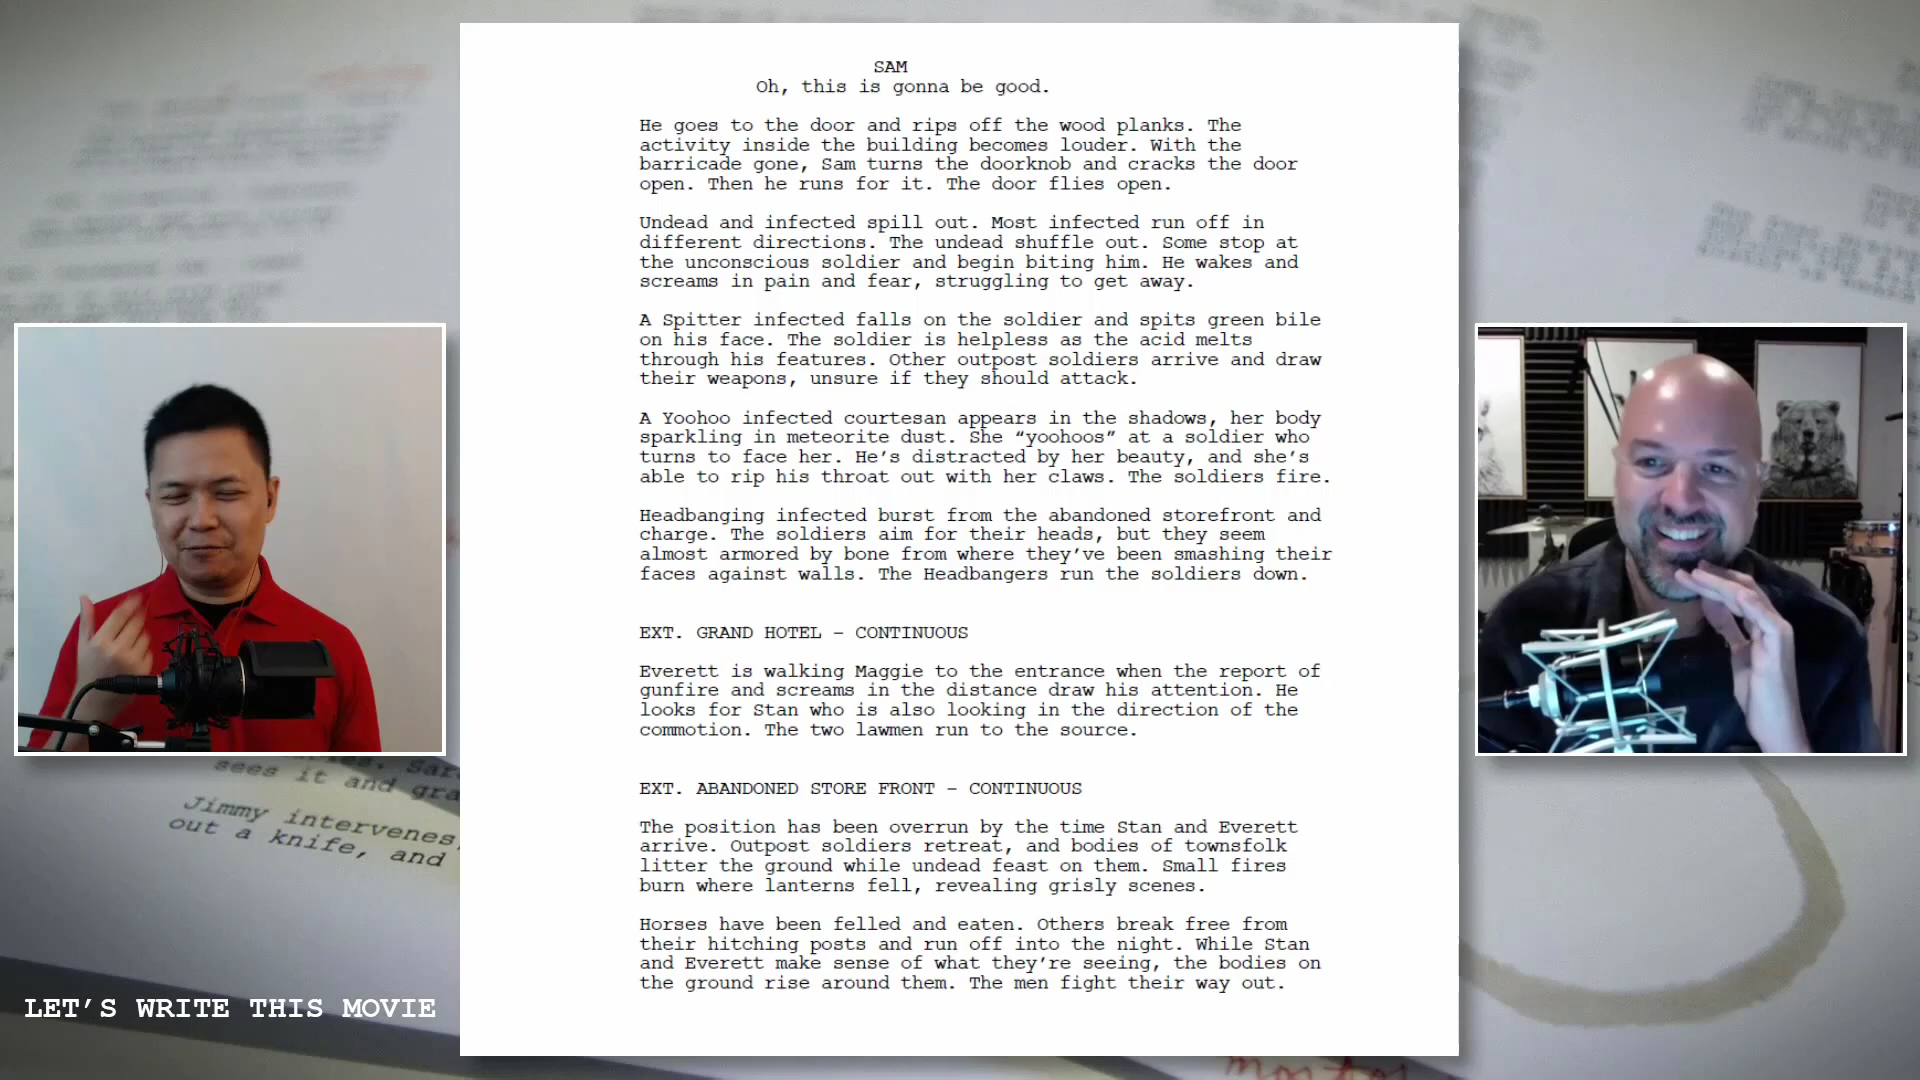 SAM
Oh, this is gonna be good.
He goes to the door and rips off the wood planks. The
activity inside the building becomes louder. With the
barricade gone, Sam turns the doorknob and cracks the door
open. Then he runs for it. The door flies open.
Undead and infected spill out. Most infected run off in
different directions. The undead shuffle out. Some stop at
the unconscious soldier and begin biting him. He wakes and
screams in pain and fear, struggling to get away.
A Spitter infected falls on the soldier and spits green bile
on his face. The soldier is helpless as the acid melts
through his features. Other outpost soldiers arrive and draw
their weapons, unsure if they should attack.
A Yoohoo infected courtesan appears in the shadows, her body
sparkling in meteorite dust. She “yoohoos” at a soldier who
turns to face her. He’s distracted by her beauty, and she’s
able to rip his throat out with her claws. The soldiers fire.
Headbanging infected burst from the abandoned storefront and
charge. The soldiers aim for their heads, but they seem
almost armored by bone from where they’ve been smashing their
faces against walls. The Headbangers run the soldiers down.
EXT. GRAND HOTEL – CONTINUOUS
Everett is walking Maggie to the entrance when the report of
gunfire and screams in the distance draw his attention. He
looks for Stan who is also looking in the direction of the
commotion. The two lawmen run to the source.
EXT. ABANDONED STORE FRONT – CONTINUOUS
The position has been overrun by the time Stan and Everett
arrive. Outpost soldiers retreat, and bodies of townsfolk
litter the ground while undead feast on them. Small fires
burn where lanterns fell, revealing grisly scenes.
Horses have been felled and eaten. Others break free from
their hitching posts and run off into the night. While Stan
and Everett make sense of what they’re seeing, the bodies on
the ground rise around them. The men fight their way out.
sees it and gra
Jimmy intervenes,
out a knife, and
LET’S WRITE THIS MOVIE